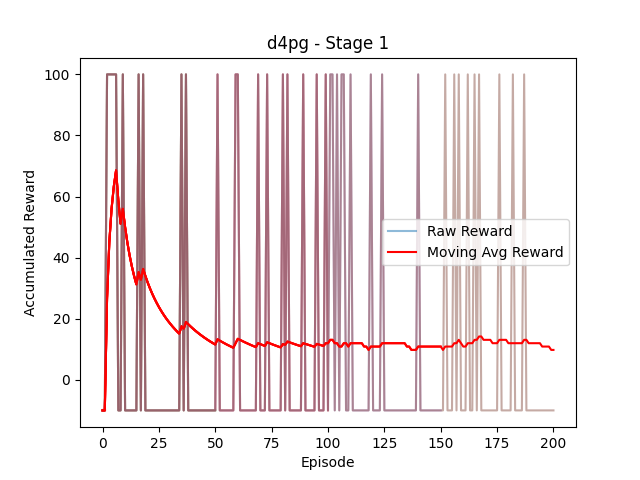 d4pg - Stage 1
Accumulated Reward
100
80
60
40
20
0
Raw Reward
Moving Avg Reward
0 25 50 75 100 125 150 175 200
Episode